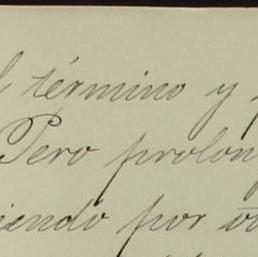 término y
Pero prolon
iendo por